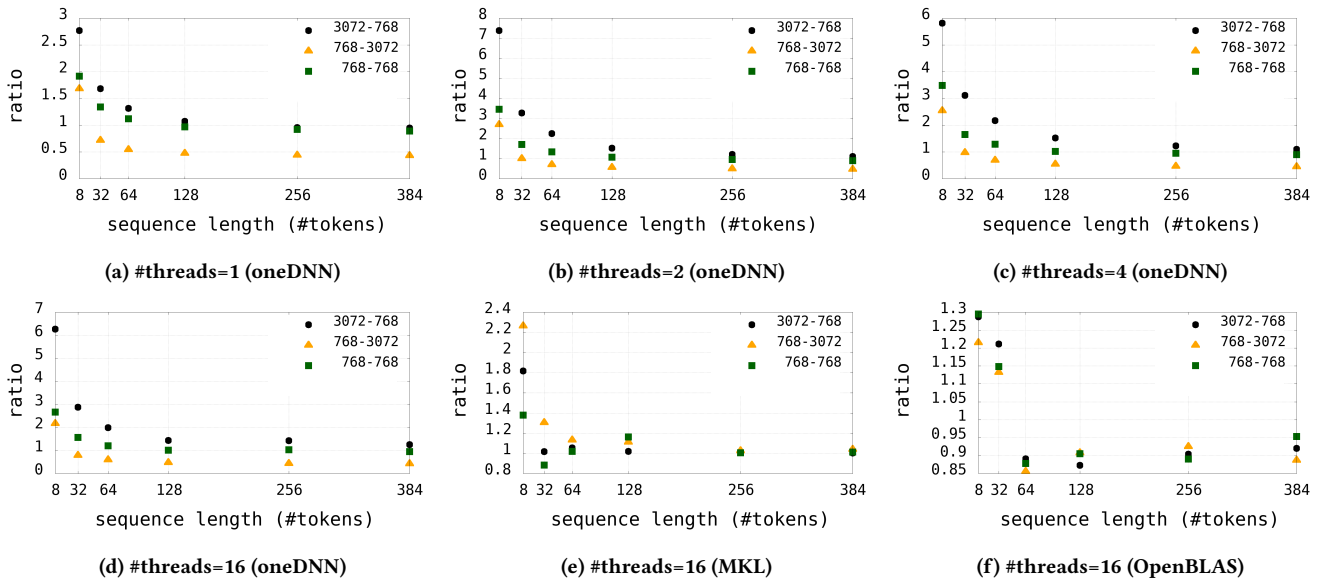 3
2.5
2
1.5
1
0.5
0
ratio
3072-768
768-3072
768-768
8 32 64 128 256 384
sequence length (#tokens)
(a) #threads=1 (oneDNN)
8
7
6
5
4
3
2
1
0
ratio
3072-768
768-3072
768-768
8 32 64 128 256 384
sequence length (#tokens)
(b) #threads=2 (oneDNN)
6
5
4
3
2
1
0
ratio
3072-768
768-3072
768-768
8 32 64 128 256 384
sequence length (#tokens)
(c) #threads=4 (oneDNN)
7
6
5
4
3
2
1
0
ratio
3072-768
768-3072
768-768
8 32 64 128 256 384
sequence length (#tokens)
(d) #threads=16 (oneDNN)
2.4
2.2
2
1.8
1.6
1.4
1.2
1
0.8
ratio
3072-768
768-3072
768-768
8 32 64 128 256 384
sequence length (#tokens)
(e) #threads=16 (MKL)
1.3
1.25
1.2
1.15
1.1
1.05
1
0.95
0.9
0.85
ratio
3072-768
768-3072
768-768
8 32 64 128 256 384
sequence length (#tokens)
(f) #threads=16 (OpenBLAS)